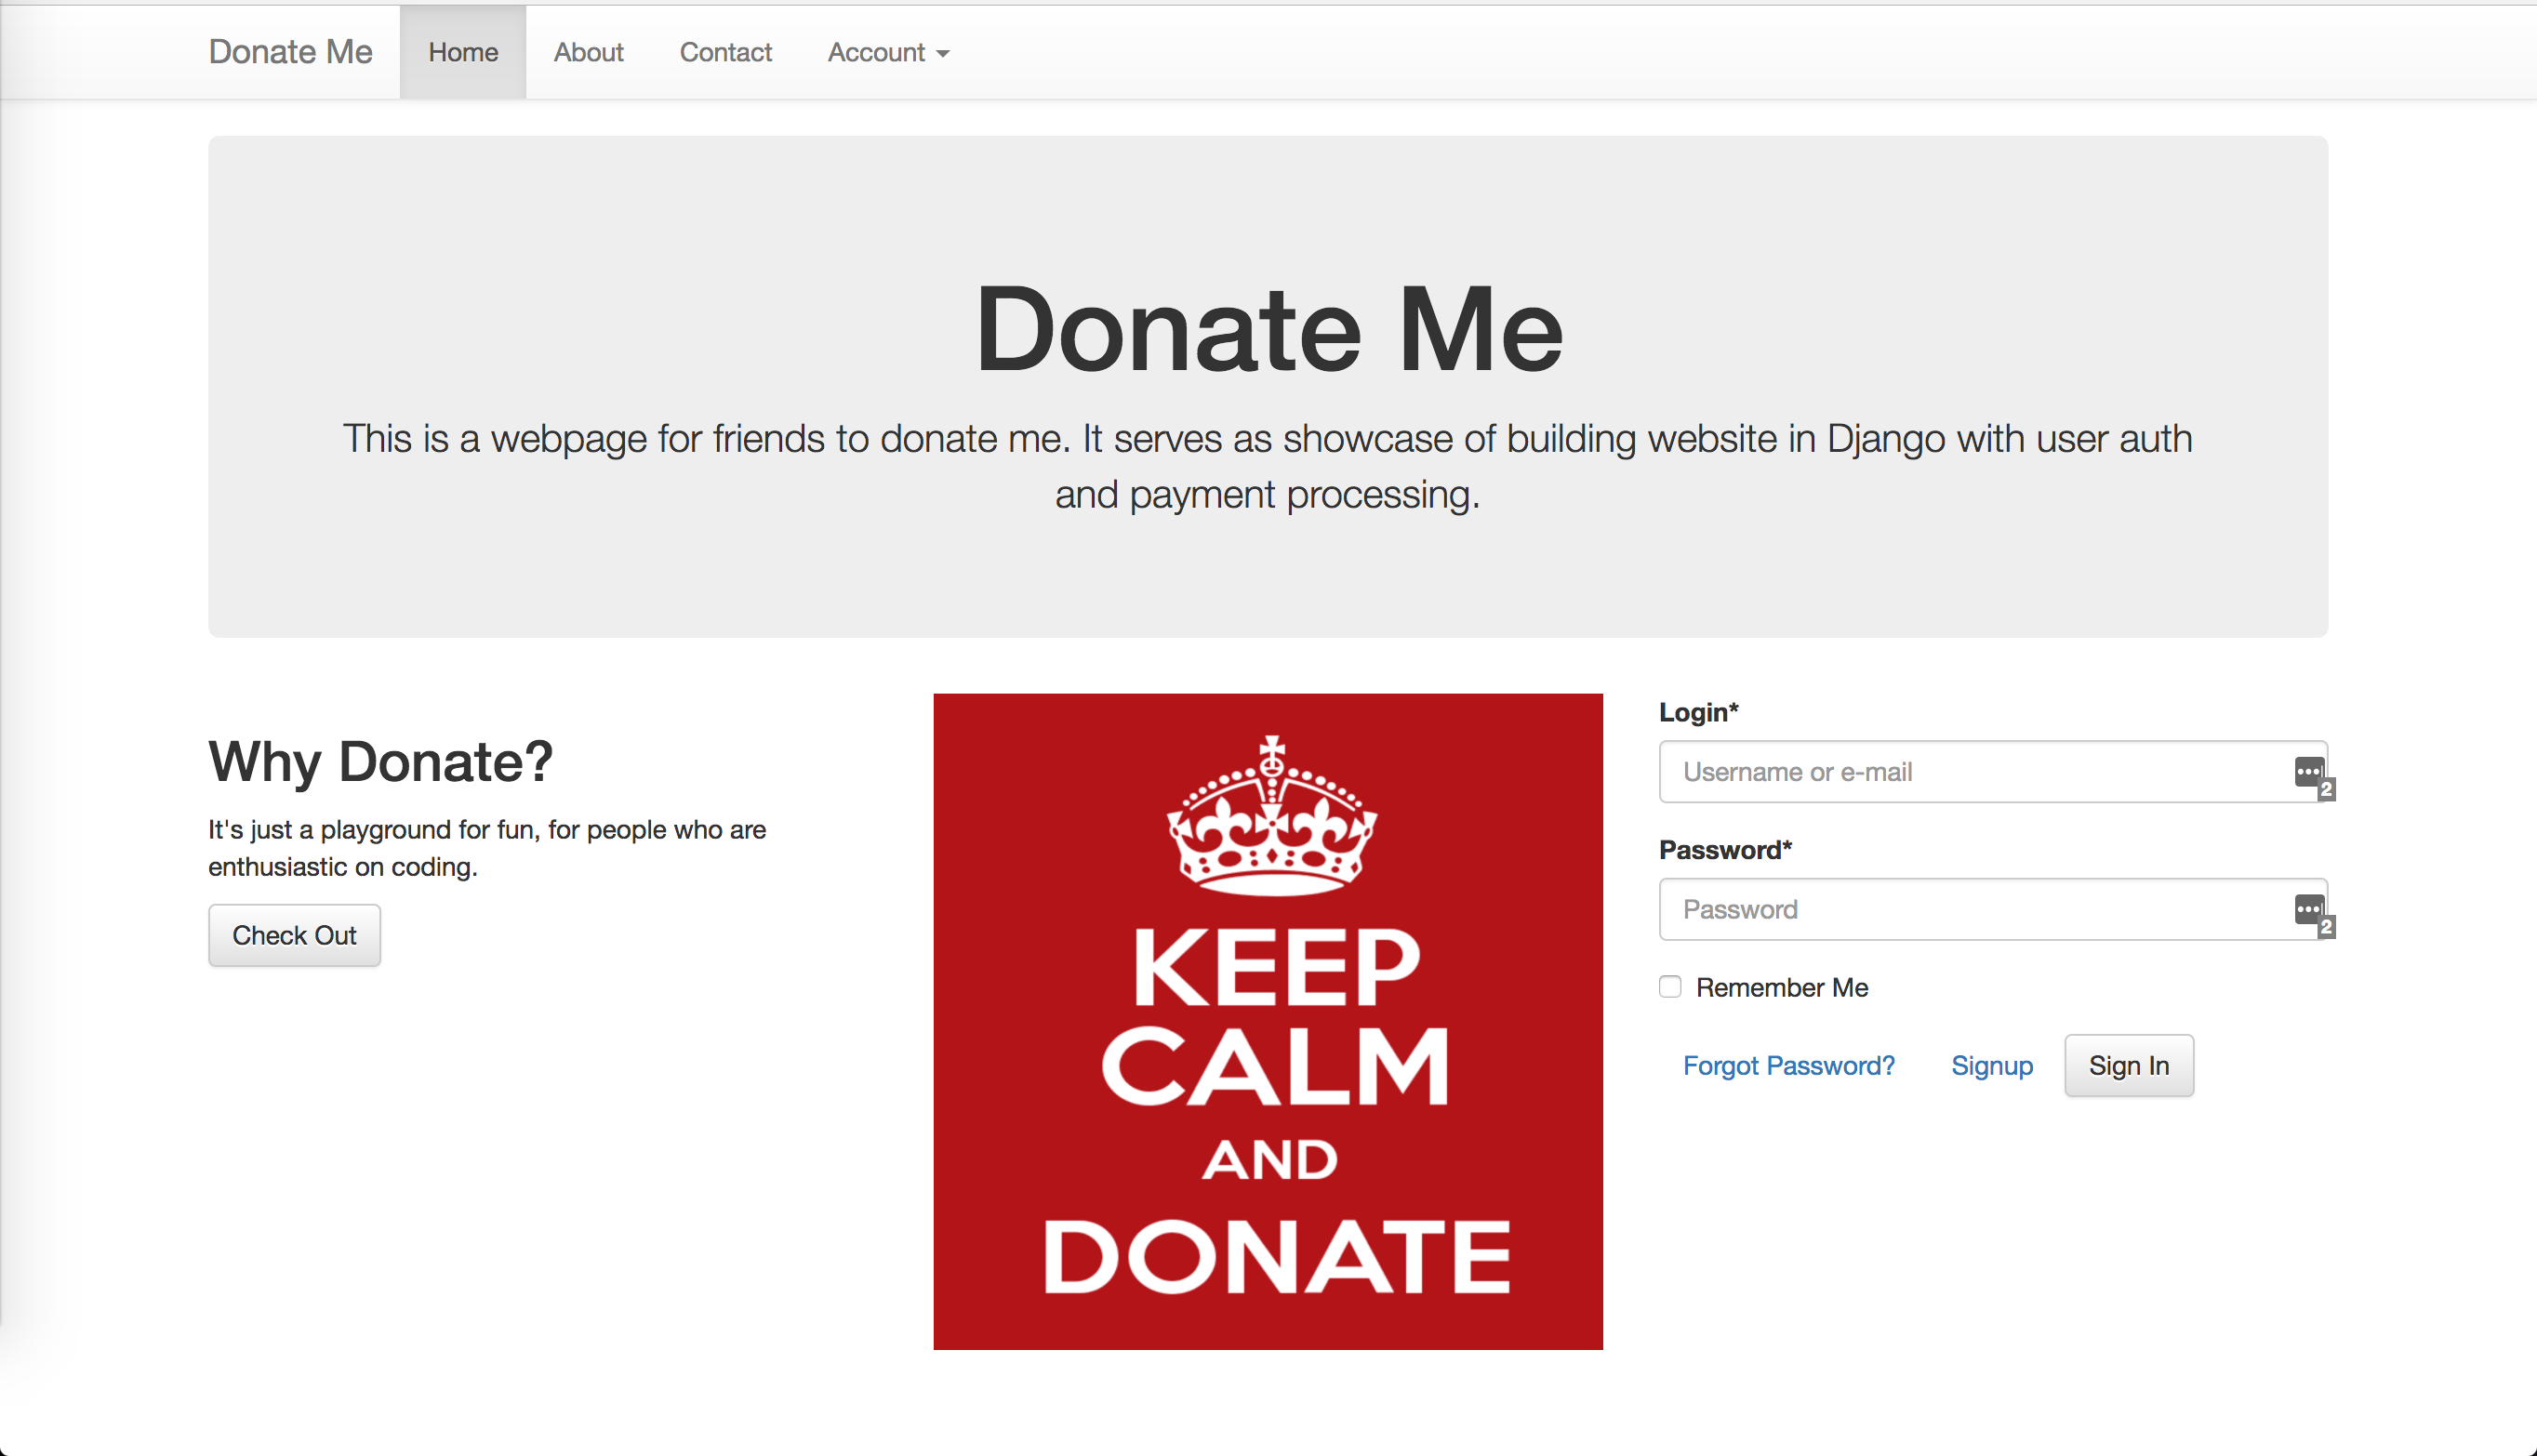 Donate Me Home About Contact Account
Donate Me
This is a webpage for friends to donate me. It serves as showcase of building website in Django with user auth
and payment processing.
Why Donate?
It's just a playground for fun, for people who are
enthusiastic on coding.
Check Out
KEEP
CALM
AND
DONATE
Login*
Username or e-mail
2
Password*
Password
2
Remember Me
Forgot Password? Signup Sign In